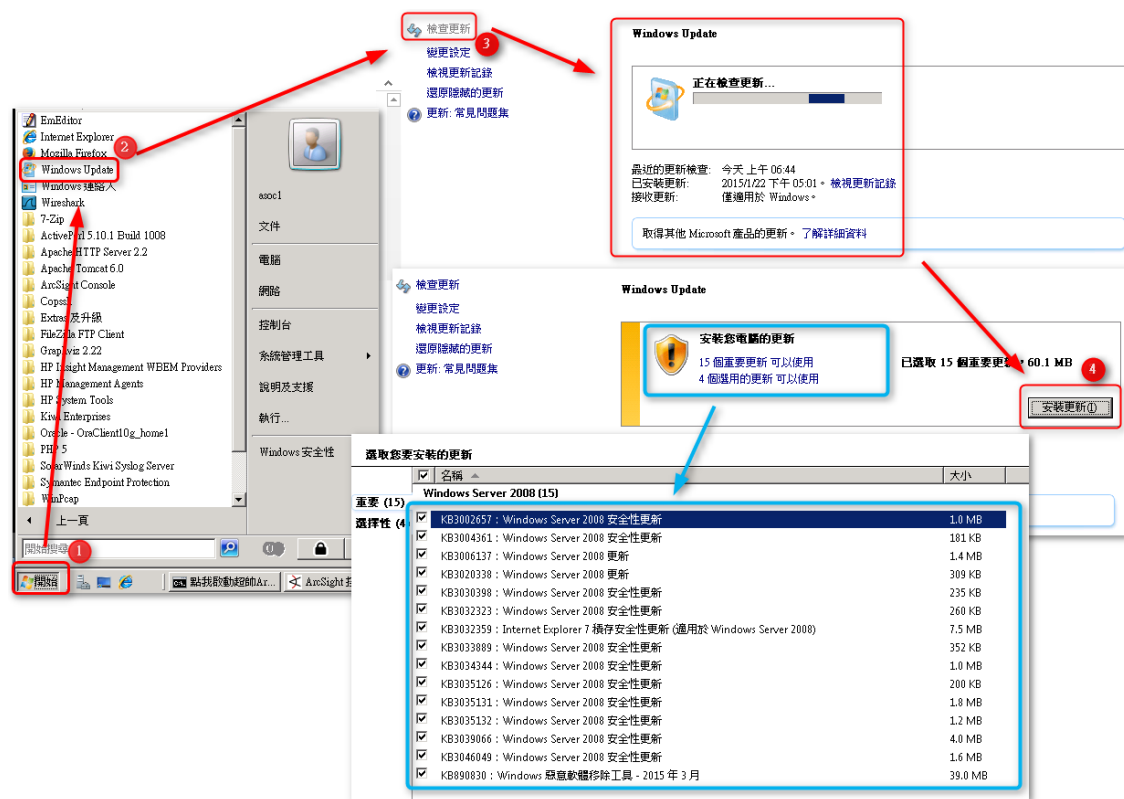 EmEditor
Internet Explorer
Mozilla Firefox
2
Windows Update
Windows 連絡人
Wireshark
7-Zip
ActivePerl 5.10.1 Build 1008
Apache HTTP Server 2.2
Apache Tomcat 6.0
ArcSight Console
Copssh
Extras 及升級
FileZilla FTP Client
Graphviz 2.22
HP Insight Management WBEM Providers
HP Management Agents
HP System Tools
Kiwi Enterprises
Oracle - OraClient10g_home1
PHP 5
SolarWinds Kiwi Syslog Server
Symantec Endpoint Protection
WinPcap
上一頁
開始搜尋
1
開始
點我啟動超帥Ar...
ArcSight
asoc1
文件
電腦
網路
控制台
系統管理工具
說明及支援
執行...
Windows 安全性
檢查更新
3
變更設定
檢視更新記錄
還原隱藏的更新
更新: 常見問題集
Windows Update
正在檢查更新...
最近的更新檢查: 今天 上午 06:44
已安裝更新: 2015/1/22 下午 05:01。檢視更新記錄
接收更新: 僅適用於 Windows。
取得其他 Microsoft 產品的更新。 了解詳細資料
檢查更新
變更設定
檢視更新記錄
還原隱藏的更新
更新: 常見問題集
Windows Update
安裝您電腦的更新
15 個重要更新 可以使用
4 個選用的更新 可以使用
已選取 15 個重要更新, 60.1 MB
4
安裝更新(I)
選取您要安裝的更新
名稱 大小
重要 (15)
選擇性 (4)
Windows Server 2008 (15)
KB3002657：Windows Server 2008 安全性更新 1.0 MB
KB3004361：Windows Server 2008 安全性更新 181 KB
KB3006137：Windows Server 2008 更新 1.4 MB
KB3020338：Windows Server 2008 更新 309 KB
KB3030398：Windows Server 2008 安全性更新 235 KB
KB3032323：Windows Server 2008 安全性更新 260 KB
KB3032359：Internet Explorer 7 積存安全性更新 (適用於 Windows Server 2008) 7.5 MB
KB3033889：Windows Server 2008 安全性更新 352 KB
KB3034344：Windows Server 2008 安全性更新 1.0 MB
KB3035126：Windows Server 2008 安全性更新 200 KB
KB3035131：Windows Server 2008 安全性更新 1.8 MB
KB3035132：Windows Server 2008 安全性更新 1.2 MB
KB3039066：Windows Server 2008 安全性更新 4.0 MB
KB3046049：Windows Server 2008 安全性更新 1.6 MB
KB890830：Windows 惡意軟體移除工具 - 2015 年 3 月 39.0 MB